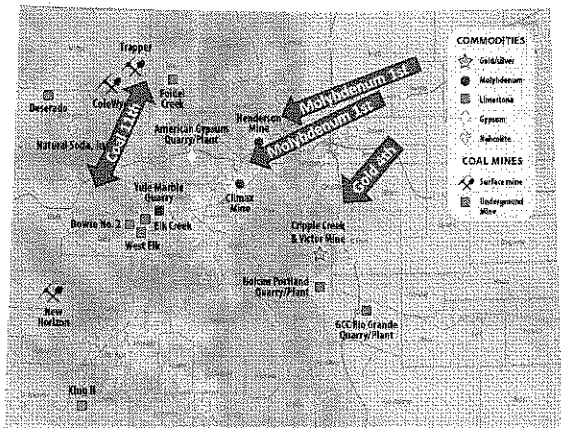 Trapper
ColoWyo
Foidel
Creek
Deserado
Coal 11th
American Gypsum
Quarry/Plant
Henderson
Mine
Molybdenum 1st
Molybdenum 1st
Gold 4th
Climax
Mine
Yule Marble
Quarry
Bowie No. 2
Elk Creek
West Elk
Cripple Creek
& Victor Mine
Holcim Portland
Quarry/Plant
GCC Rio Grande
Quarry/Plant
New
Horizon
King II
COMMODITIES
Gold/silver
Molybdenum
Limestone
Gypsum
Nahcolite
COAL MINES
Surface mine
Underground
Mine